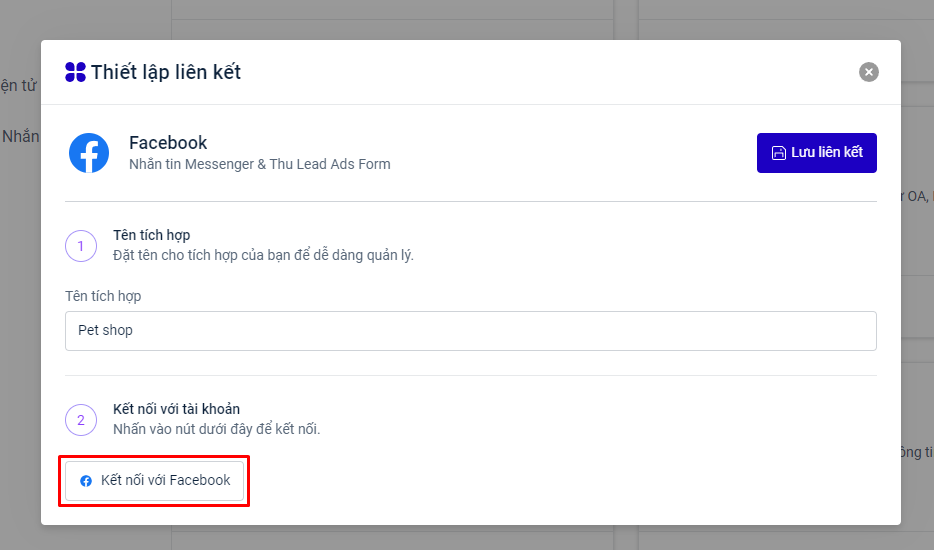 Thiết lập liên kết
ện tử
Nhắn
Facebook
Nhắn tin Messenger & Thu Lead Ads Form
Lưu liên kết
OA,
1
Tên tích hợp
Đặt tên cho tích hợp của bạn để dễ dàng quản lý.
Tên tích hợp
Pet shop
2
Kết nối với tài khoản
Nhấn vào nút dưới đây để kết nối.
ông ti
Kết nối với Facebook